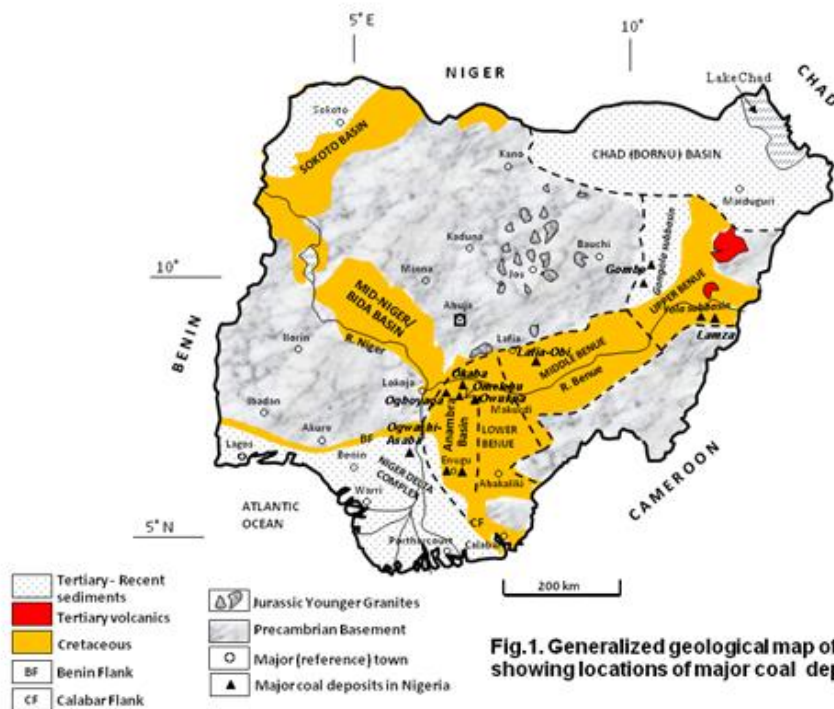 5° E
10°
NIGER
CHAD
Lake Chad
Sokoto
SOKOTO BASIN
CHAD (BORNU) BASIN
Kano
Maiduguri
Kaduna
Bauchi
Gongola subbasin
Jos
Gombe
10°
Minna
UPPER BENUE
MID-NIGER/
BIDA BASIN
Abuja
Yola subbasin
BENIN
Lafia
Lafia-Obi
Lamza
Ilorin
R. Niger
MIDDLE BENUE
R. Benue
Okaba
Lokoja
Ogboyaga
Owukpa
Makurdi
Ibadan
Ogwashi-
Asaba
Anambra
Basin
LOWER
BENUE
Akure
BF
Lagos
Benin
Enugu
Abakaliki
CAMEROON
NIGER DELTA
COMPLEX
ATLANTIC
OCEAN
Warri
5° N
CF
Portharcourt
Calabar
200 km
Tertiary - Recent
sediments
Tertiary volcanics
Cretaceous
BF Benin Flank
CF Calabar Flank
Jurassic Younger Granites
Precambrian Basement
Major (reference) town
Major coal deposits in Nigeria
Fig.1. Generalized geological map of
showing locations of major coal dep